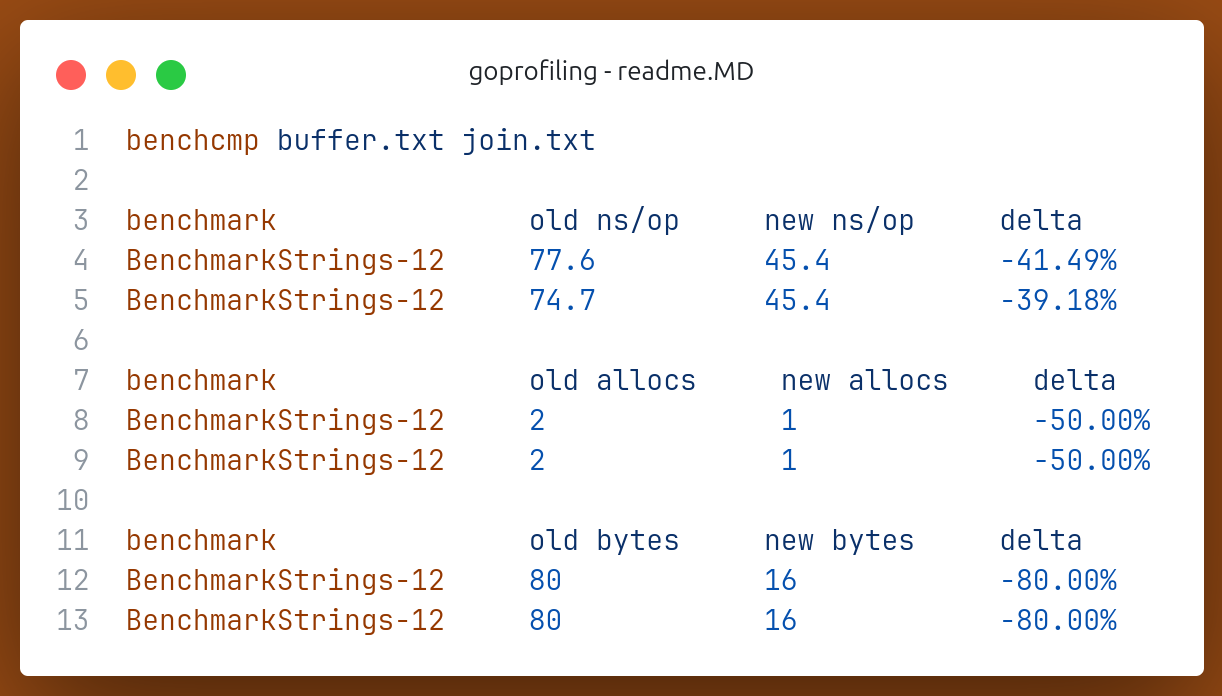 goprofiling - readme.MD
1 benchcmp buffer.txt join.txt
2
3 benchmark old ns/op new ns/op delta
4 BenchmarkStrings-12 77.6 45.4 -41.49%
5 BenchmarkStrings-12 74.7 45.4 -39.18%
6
7 benchmark old allocs new allocs delta
8 BenchmarkStrings-12 2 1 -50.00%
9 BenchmarkStrings-12 2 1 -50.00%
10
11 benchmark old bytes new bytes delta
12 BenchmarkStrings-12 80 16 -80.00%
13 BenchmarkStrings-12 80 16 -80.00%